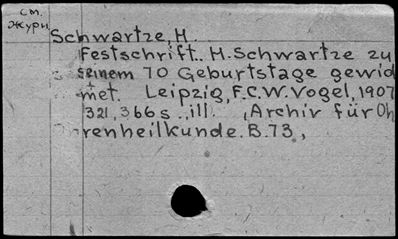 см.
журн
Schwartze, H.
Festschrift.. H. Schwartze zu
seinem 70 Geburtstage gewid
met. Leipzig, F.C.W. Vogel, 1907
321, 366 s., ill. , Archiv für Oh
renheilkunde. B.73,